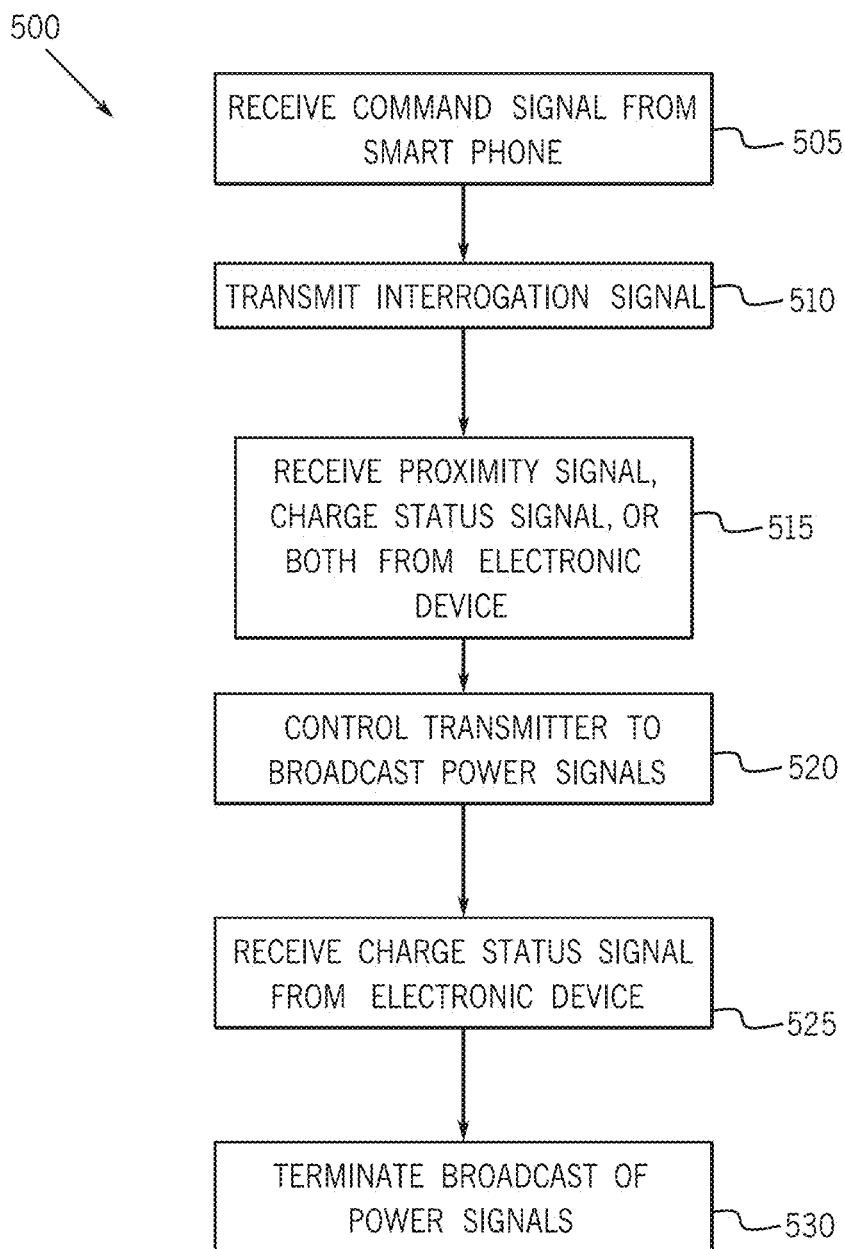 500
RECEIVE COMMAND SIGNAL FROM
SMART PHONE
505
TRANSMIT INTERROGATION SIGNAL
510
RECEIVE PROXIMITY SIGNAL,
CHARGE STATUS SIGNAL, OR
BOTH FROM ELECTRONIC
DEVICE
515
CONTROL TRANSMITTER TO
BROADCAST POWER SIGNALS
520
RECEIVE CHARGE STATUS SIGNAL
FROM ELECTRONIC DEVICE
525
TERMINATE BROADCAST OF
POWER SIGNALS
530